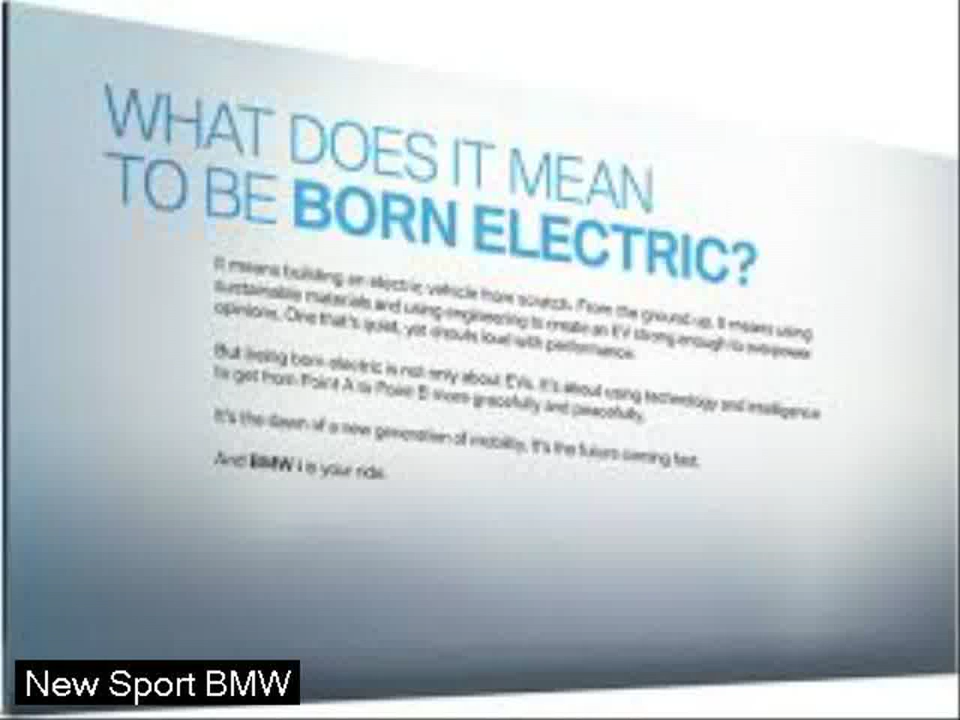 WHAT DOES IT MEAN
TO BE BORN ELECTRIC?
It means building an electric vehicle from scratch. From the ground up. It means using
sustainable materials and using engineering to create an EV strong enough to overpower
opinions. One that's quiet, yet shouts loud with performance.
But being born electric is not only about EVs. It's about using technology and intelligence
to get from Point A to Point B more gracefully and peacefully.
It's the dawn of a new generation of mobility. It's the future coming fast.
And BMW i is your ride.
New Sport BMW